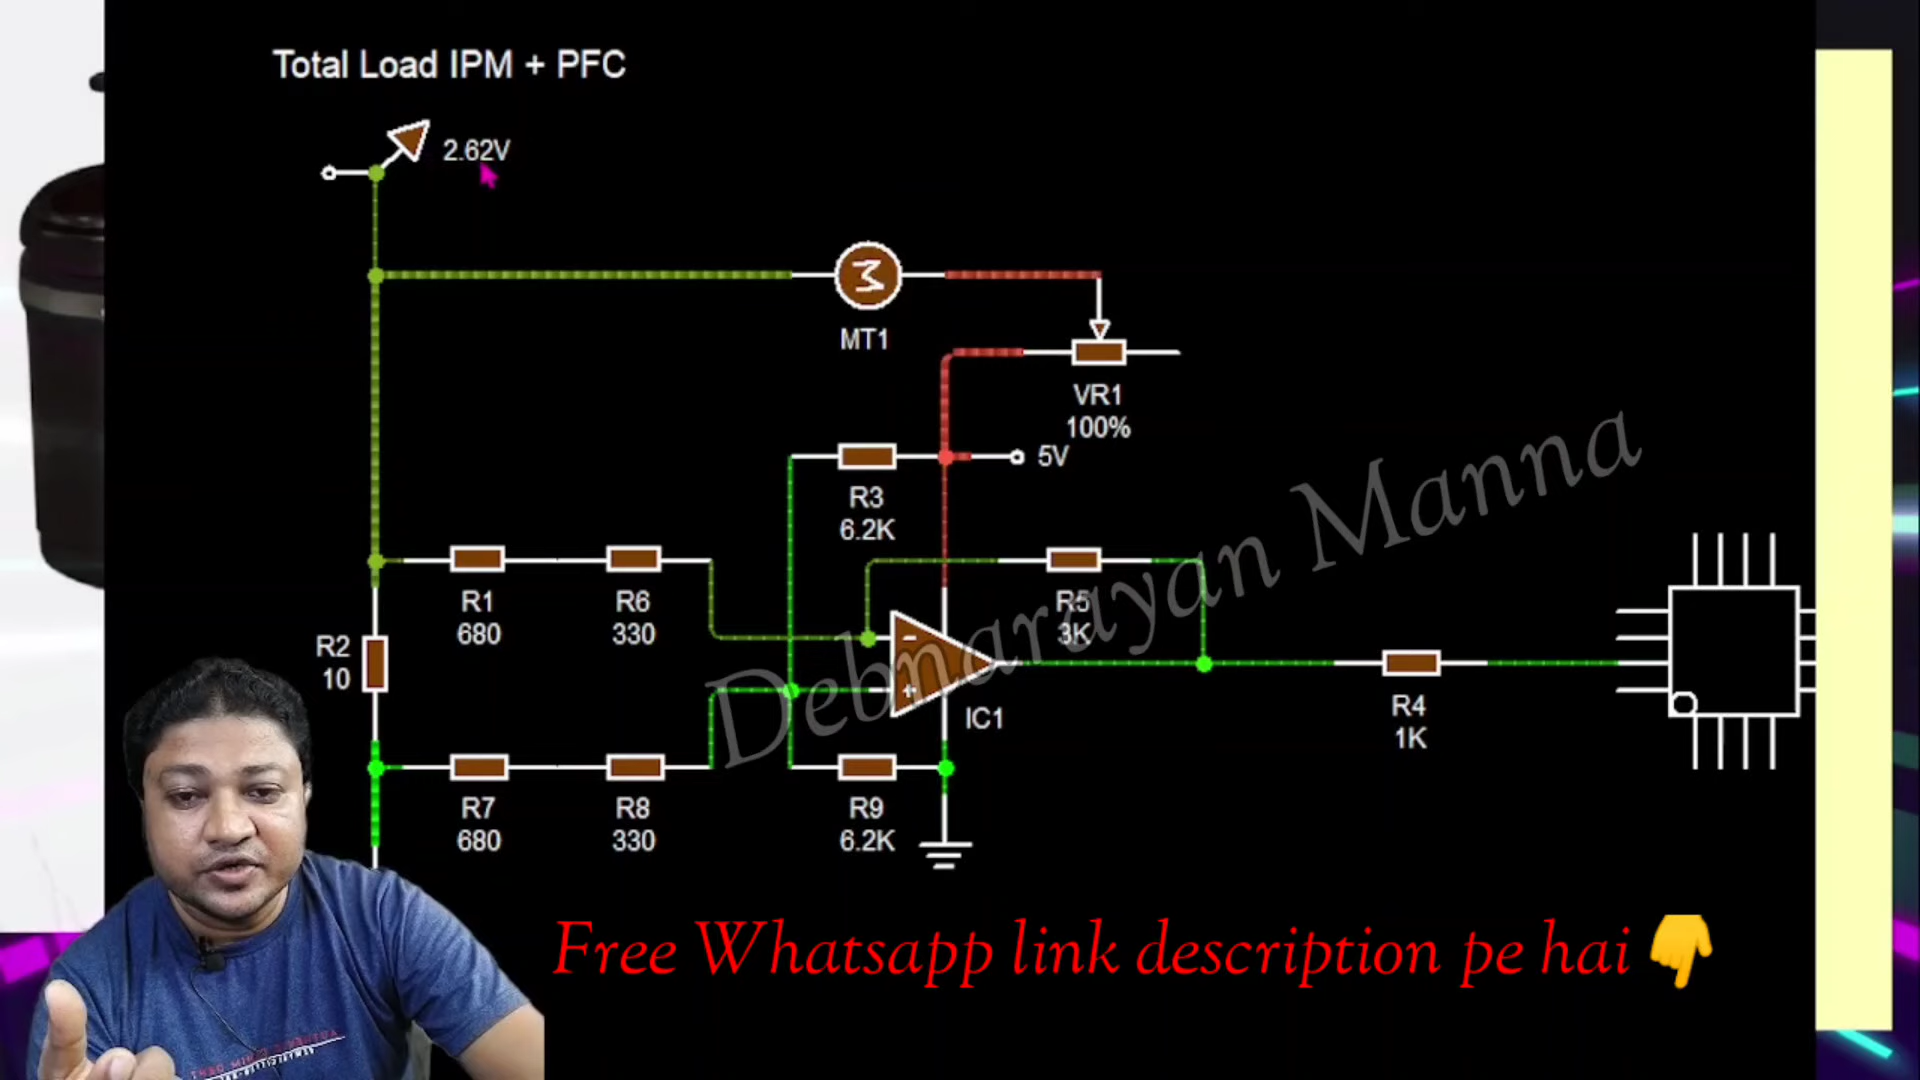 Total Load IPM + PFC
2.62V
MT1
VR1
100%
5V
R3
6.2K
R1
680
R6
330
R5
3K
R2
10
IC1
R4
1K
R7
680
R8
330
R9
6.2K
Debnarayan Manna
Free Whatsapp link description pe hai